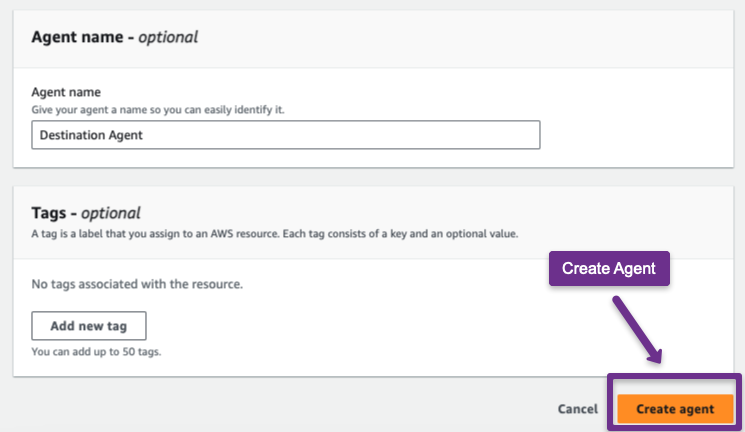 Agent name - optional
Agent name
Give your agent a name so you can easily identify it.
Destination Agent
Tags - optional
A tag is a label that you assign to an AWS resource. Each tag consists of a key and an optional value.
No tags associated with the resource.
Create Agent
Add new tag
You can add up to 50 tags.
Cancel
Create agent